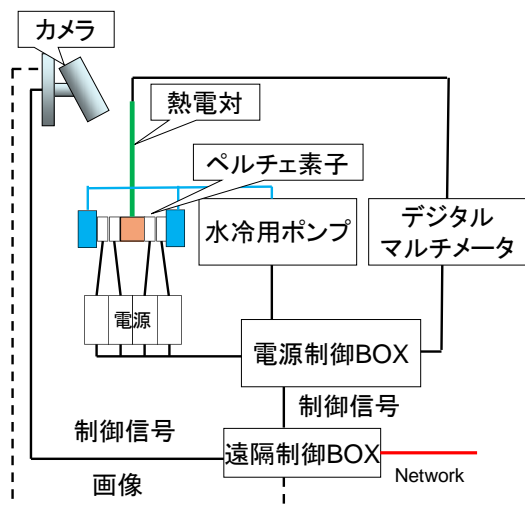 カメラ
熱電対
ペルチェ素子
水冷用ポンプ
デジタル
マルチメータ
電源
電源制御BOX
制御信号
制御信号
遠隔制御BOX
画像
Network